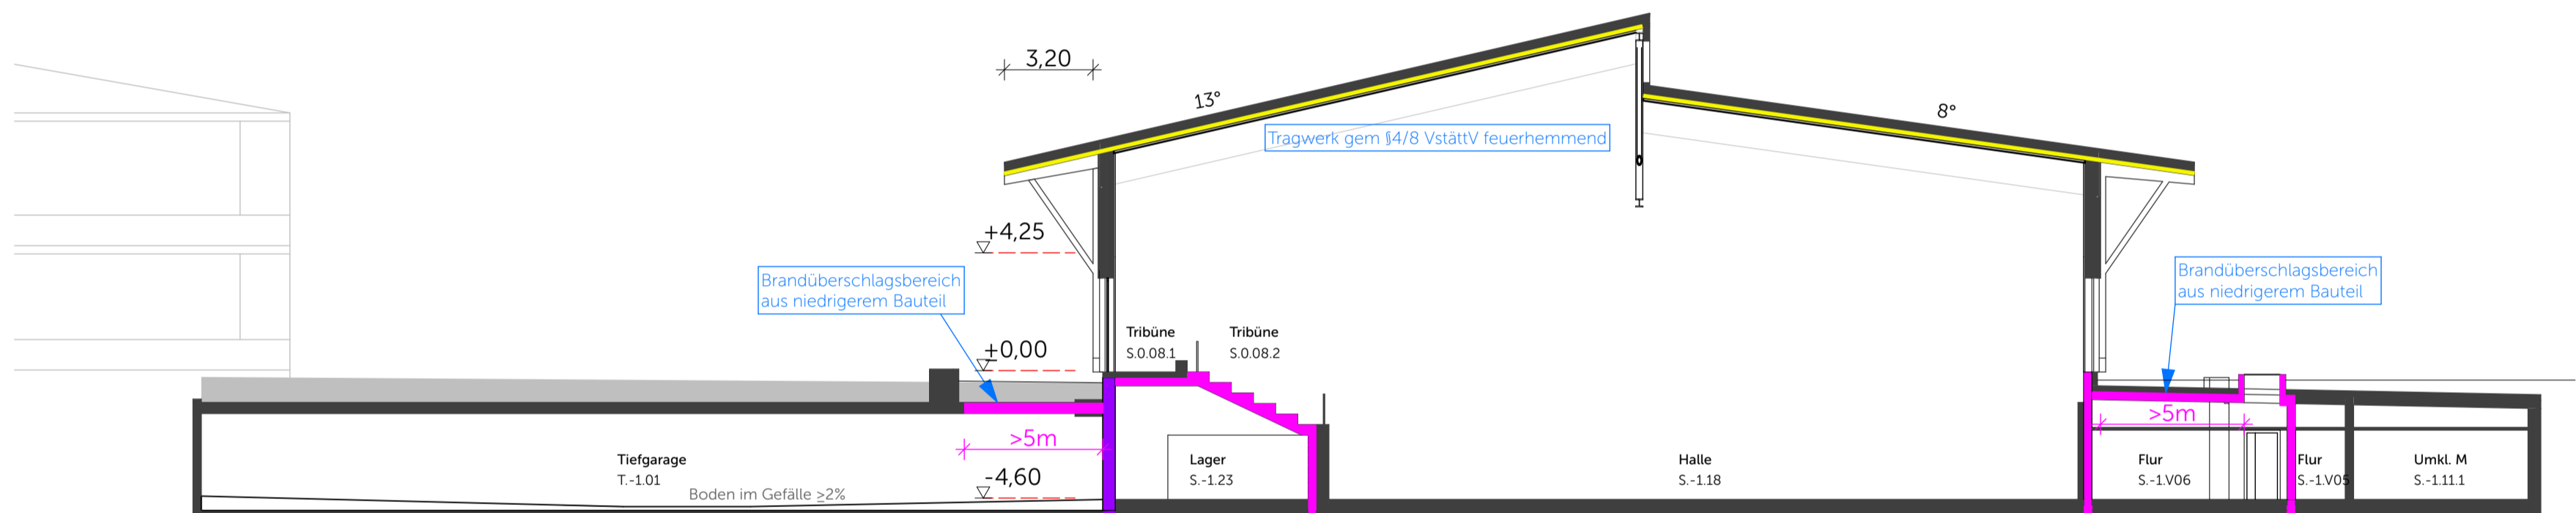 3,20
13°
8°
Tragwerk gem §4/8 VstättV feuerhemmend
+4,25
Brandüberschlagsbereich
aus niedrigerem Bauteil
Brandüberschlagsbereich
aus niedrigerem Bauteil
Tribüne
S.0.08.1
Tribüne
S.0.08.2
±0,00
>5m
>5m
Tiefgarage
T.-1.01
Boden im Gefälle ≥2%
-4,60
Lager
S.-1.23
Halle
S.-1.18
Flur
S.-1.V06
Flur
S.-1.V05
Umkl. M
S.-1.11.1